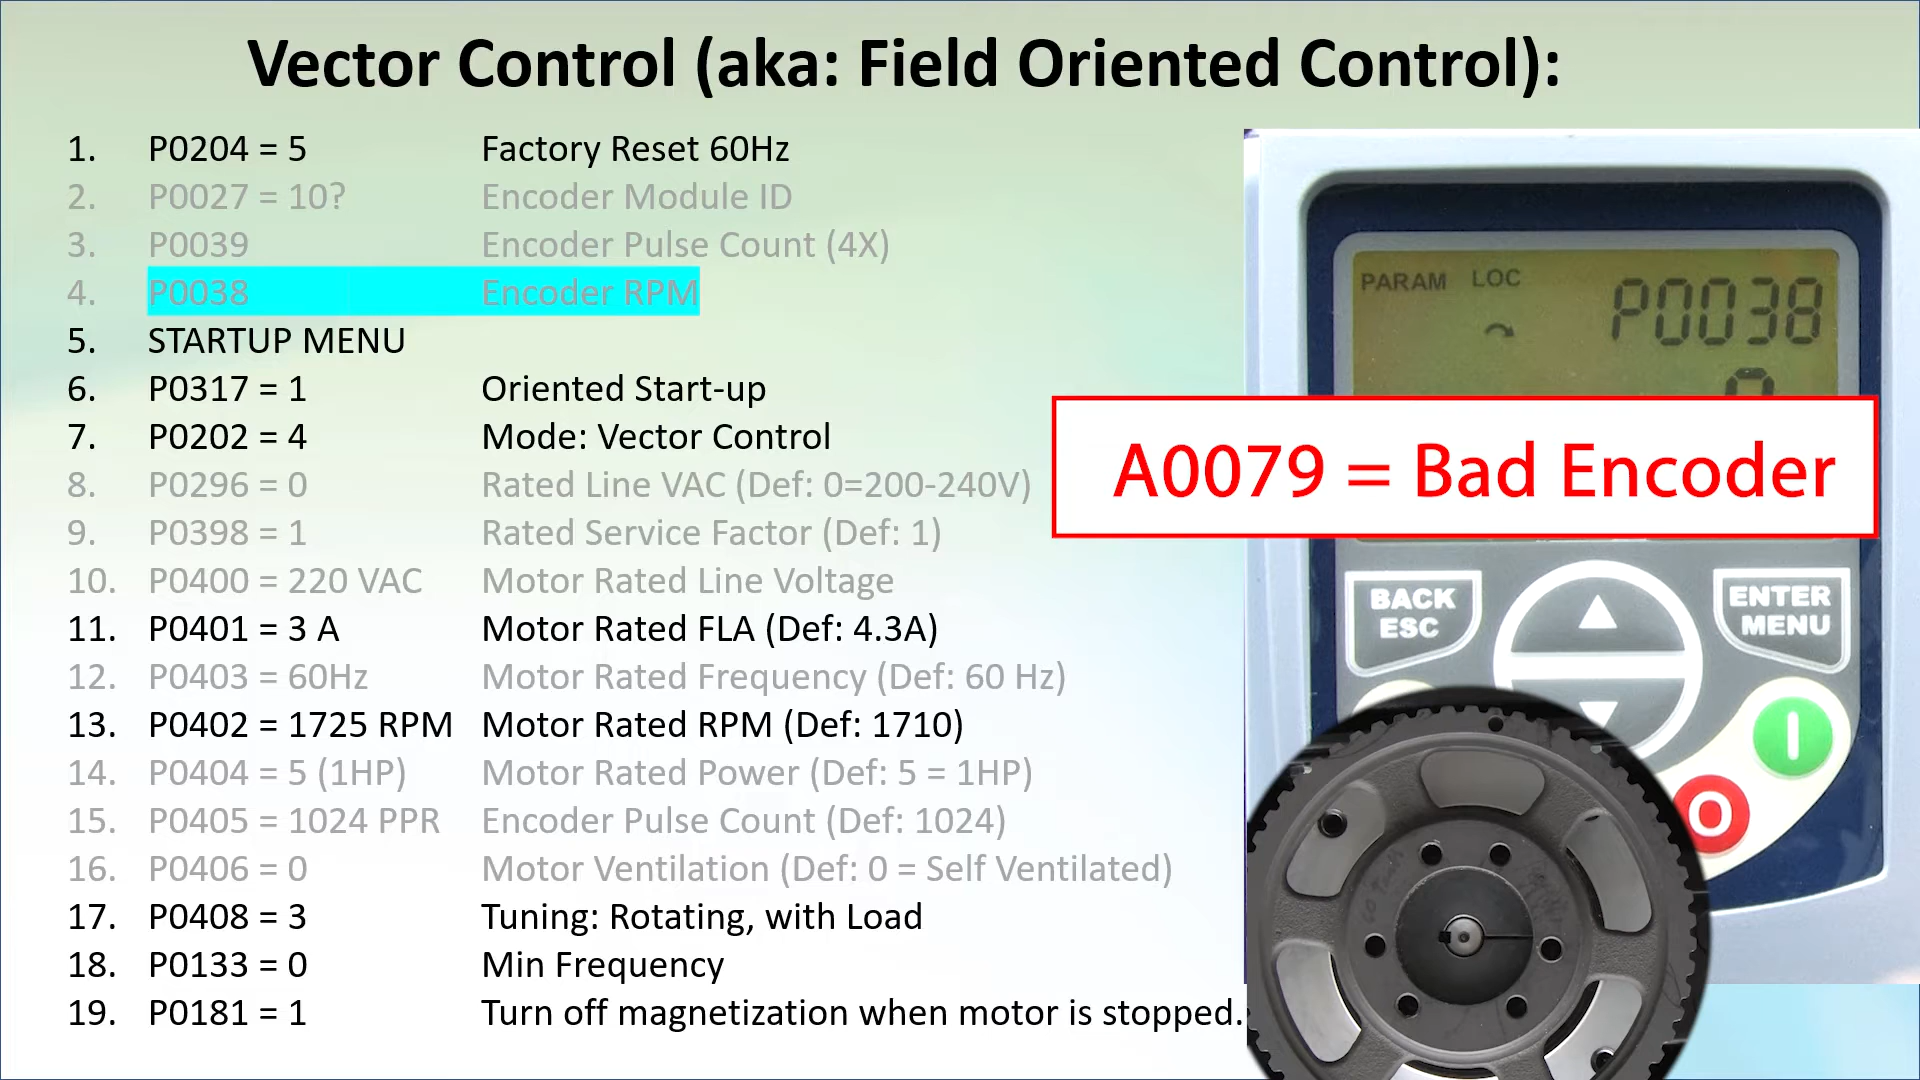 Vector Control (aka: Field Oriented Control):
1. P0204 = 5 Factory Reset 60Hz
2. P0027 = 10? Encoder Module ID
3. P0039 Encoder Pulse Count (4X)
4. P0038 Encoder RPM
5. STARTUP MENU
6. P0317 = 1 Oriented Start-up
7. P0202 = 4 Mode: Vector Control
8. P0296 = 0 Rated Line VAC (Def: 0=200-240V)
9. P0398 = 1 Rated Service Factor (Def: 1)
10. P0400 = 220 VAC Motor Rated Line Voltage
11. P0401 = 3 A Motor Rated FLA (Def: 4.3A)
12. P0403 = 60Hz Motor Rated Frequency (Def: 60 Hz)
13. P0402 = 1725 RPM Motor Rated RPM (Def: 1710)
14. P0404 = 5 (1HP) Motor Rated Power (Def: 5 = 1HP)
15. P0405 = 1024 PPR Encoder Pulse Count (Def: 1024)
16. P0406 = 0 Motor Ventilation (Def: 0 = Self Ventilated)
17. P0408 = 3 Tuning: Rotating, with Load
18. P0133 = 0 Min Frequency
19. P0181 = 1 Turn off magnetization when motor is stopped.
PARAM LOC P0038
A0079 = Bad Encoder
BACK
ESC
ENTER
MENU
I
O